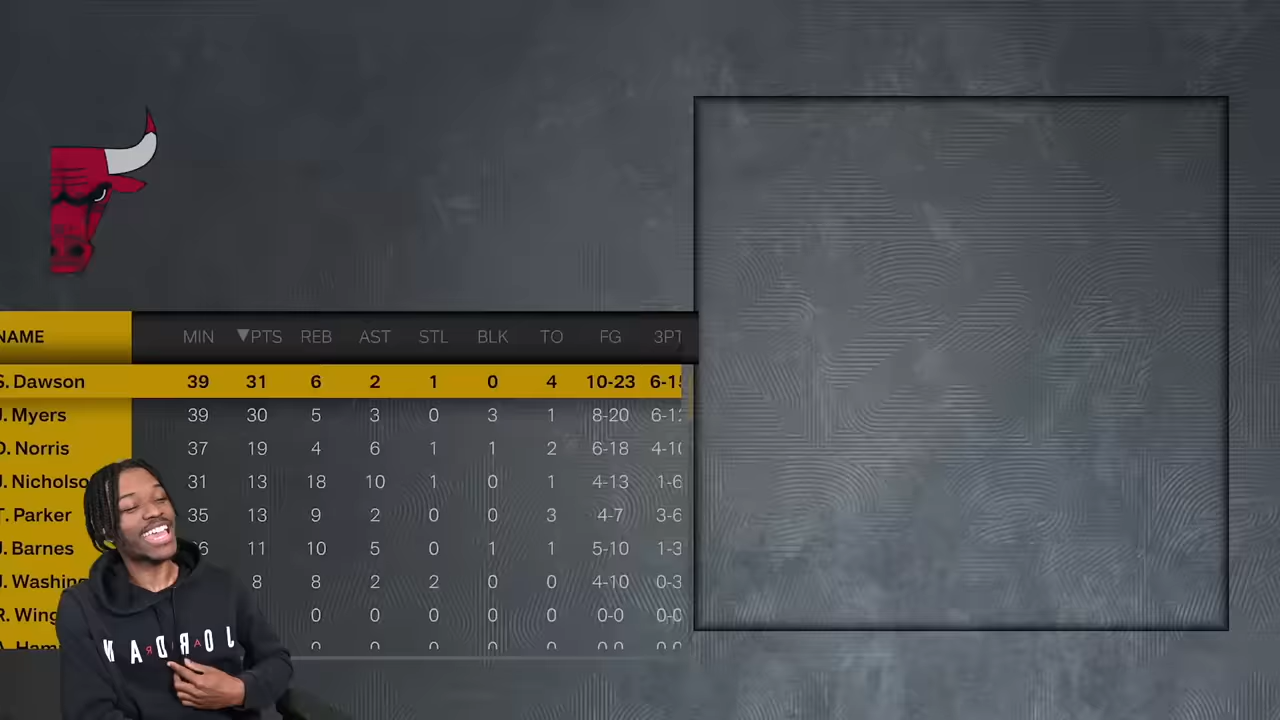 NAME MIN ▼PTS REB AST STL BLK TO FG 3PT
S. Dawson 39 31 6 2 1 0 4 10-23
J. Myers 39 30 5 3 0 3 1 8-20
D. Norris 37 19 4 6 1 1 2 6-18
J. Nicholso 31 13 18 10 1 0 1 4-13 1-6
T. Parker 35 13 9 2 0 0 3 4-7 3-6
J. Barnes 11 10 5 0 1 1 5-10 1-3
J. Washing 8 8 2 2 0 0 4-10 0-3
R. Wing 0 0 0 0 0 0-0 0-0
JORDAN